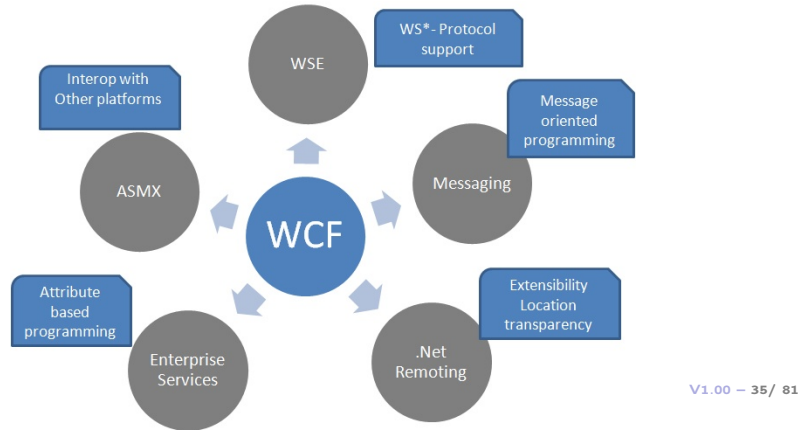 WS*- Protocol
support
WSE
Interop with
Other platforms
Message
oriented
programming
ASMX
Messaging
WCF
Attribute
based
programming
Extensibility
Location
transparency
Enterprise
Services
.Net
Remoting
V1.00 – 35/ 81